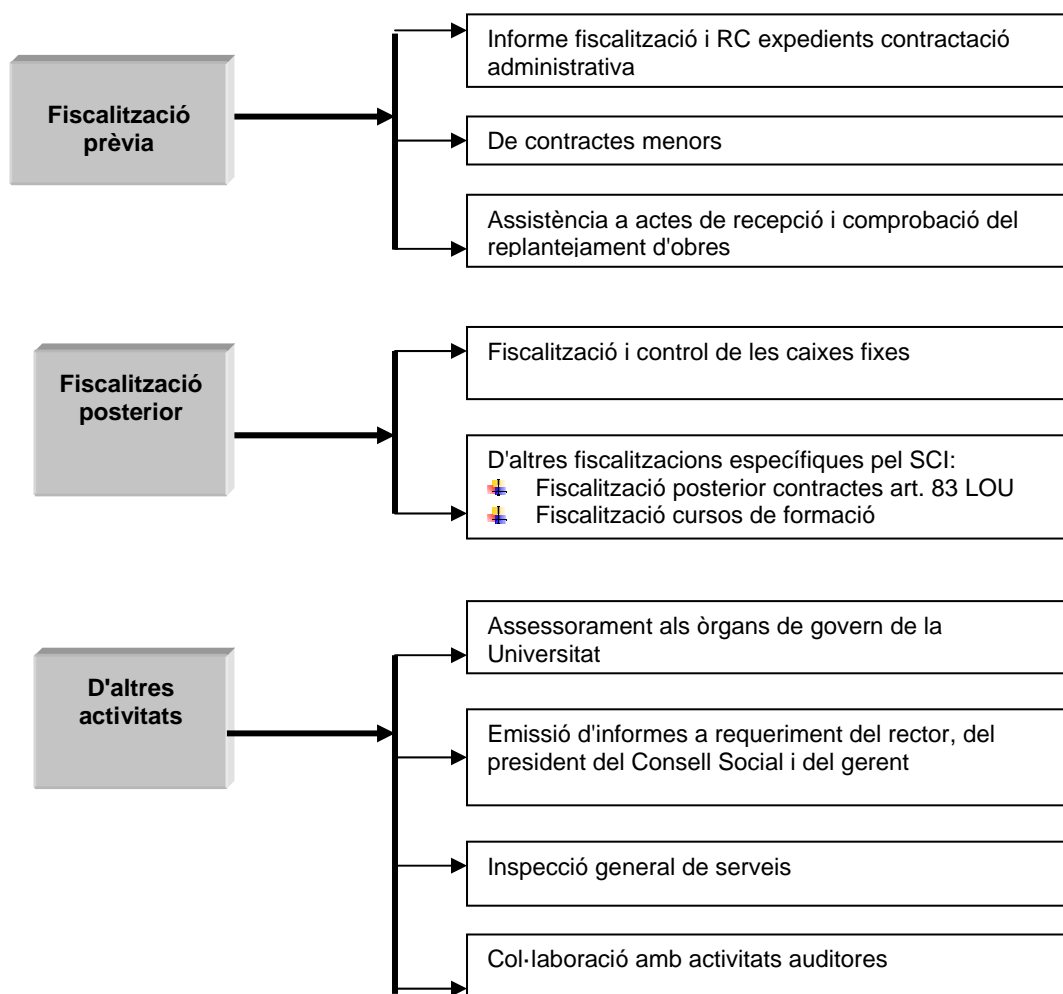 Fiscalització
prèvia
Informe fiscalització i RC expedients contractació
administrativa
De contractes menors
Assistència a actes de recepció i comprobació del
replantejament d'obres
Fiscalització
posterior
Fiscalització i control de les caixes fixes
D'altres fiscalitzacions específiques pel SCI:
Fiscalització posterior contractes art. 83 LOU
Fiscalització cursos de formació
D'altres
activitats
Assessorament als òrgans de govern de la
Universitat
Emissió d'informes a requeriment del rector, del
president del Consell Social i del gerent
Inspecció general de serveis
Col·laboració amb activitats auditores